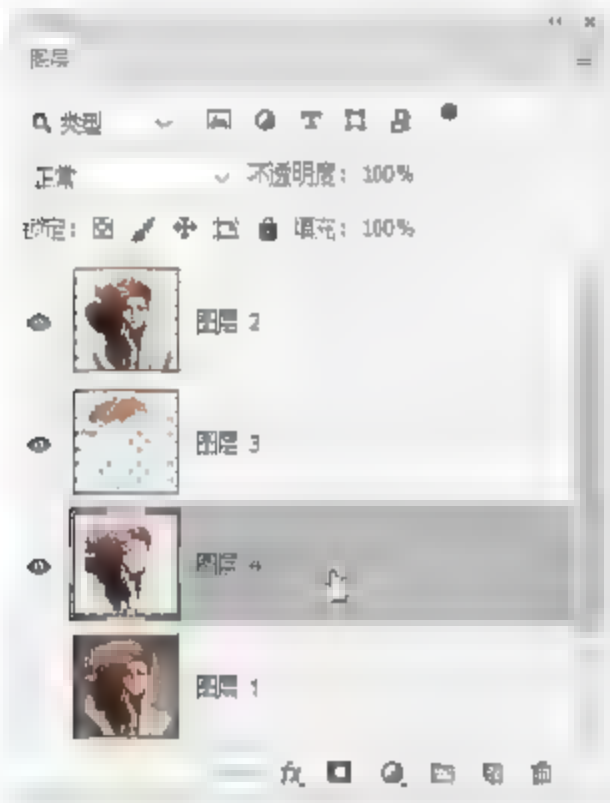 图层
类型
正常 不透明度: 100%
锁定: 填充: 100%
图层 2
图层 3
图层 4
图层 1
fx